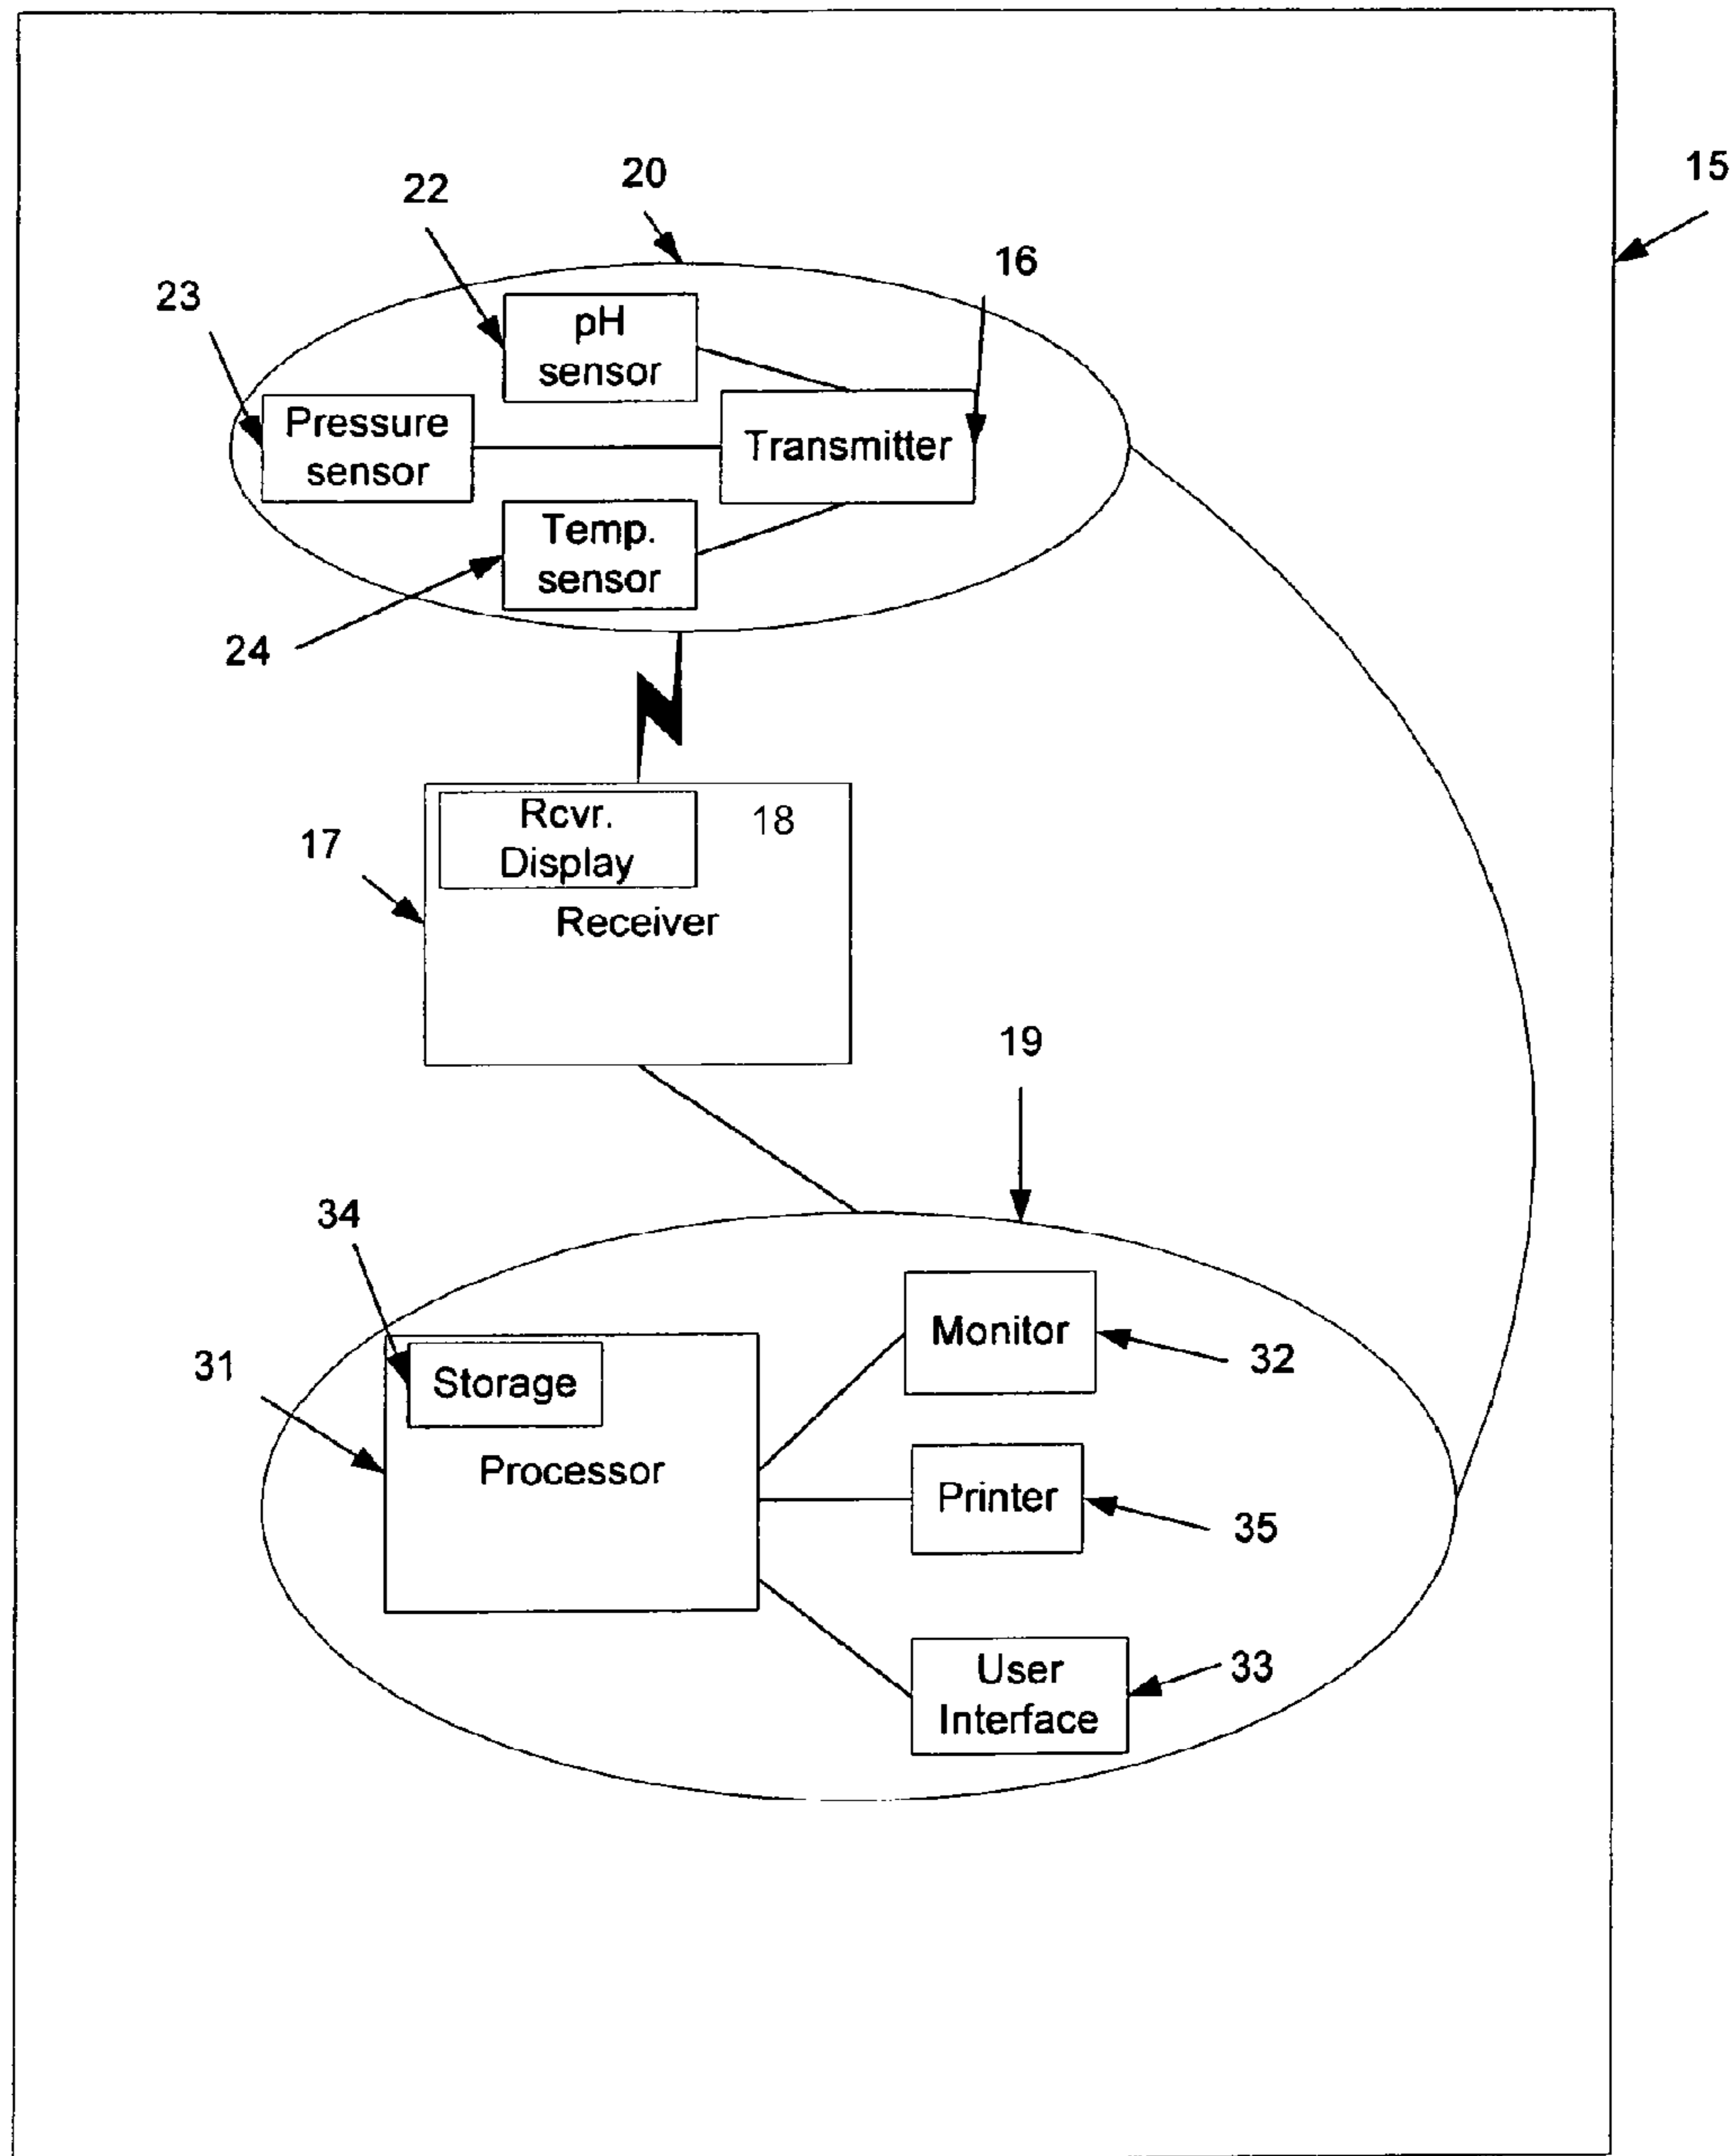 15
20
22
16
23
pH
sensor
Pressure
sensor
Transmitter
Temp.
sensor
24
Rcvr.
Display
18
17
Receiver
19
34
Monitor
32
31
Storage
Processor
Printer
35
User
Interface
33